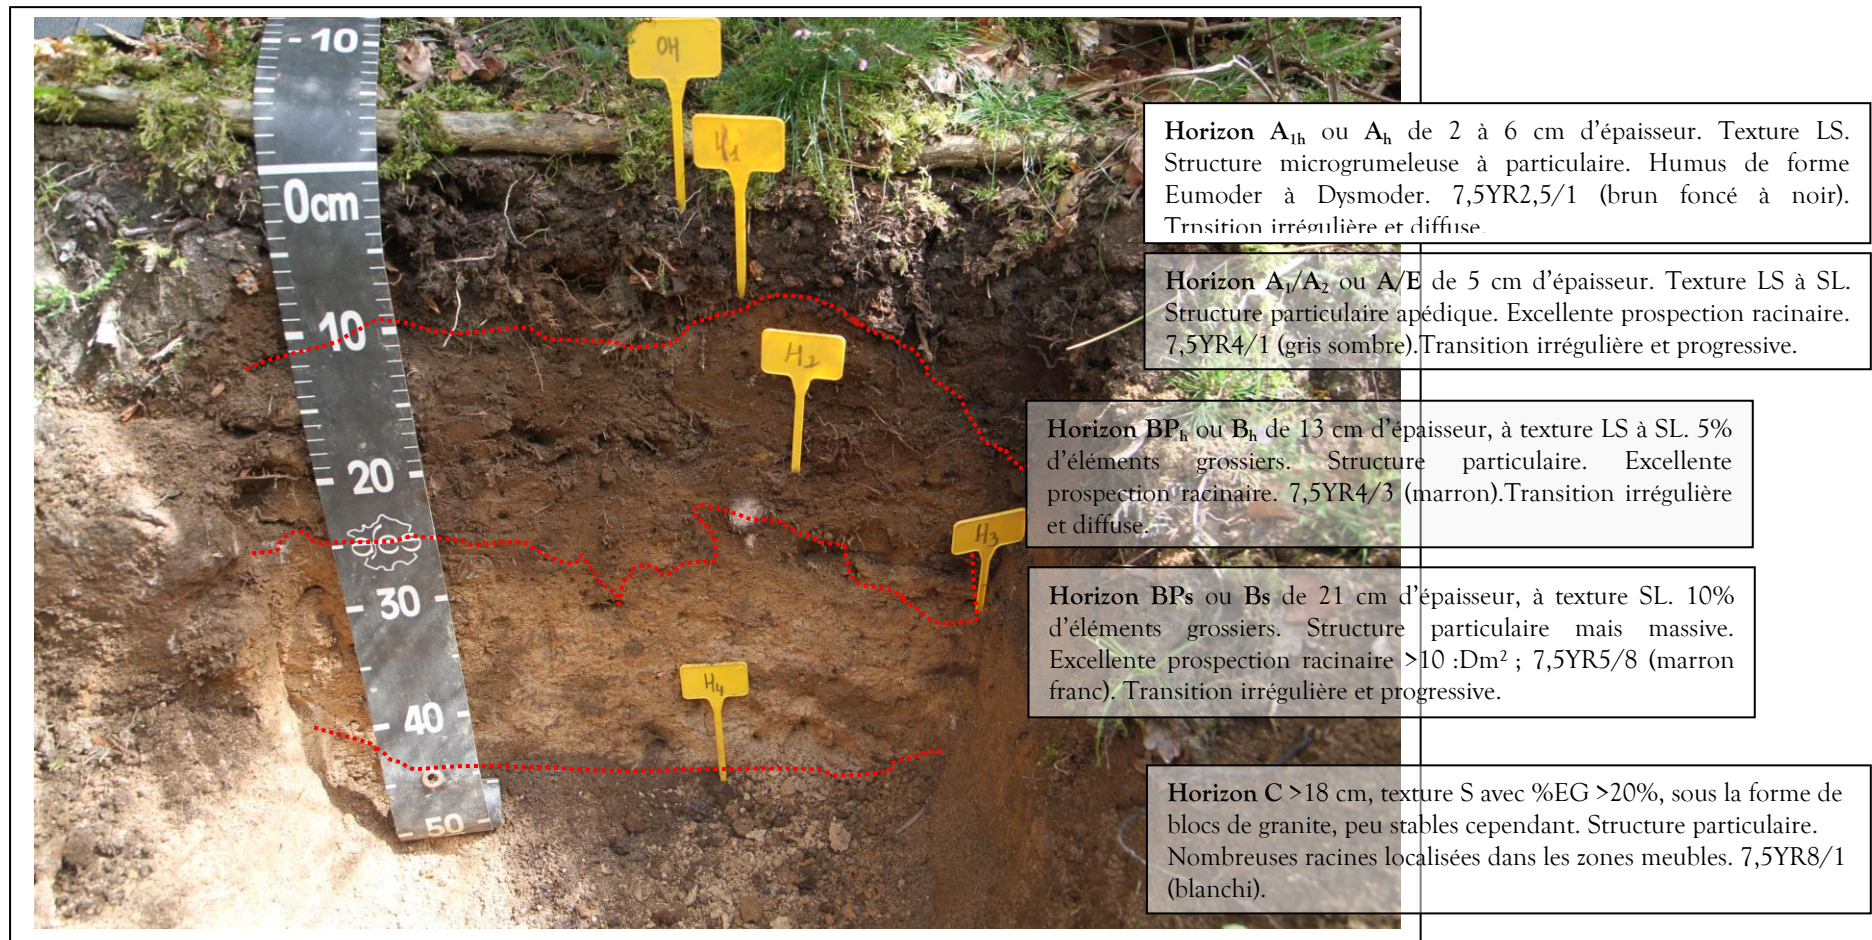 -10
OH
H1
0cm
10
H2
20
30
H3
H4
40
50
Horizon A1h ou Ah de 2 à 6 cm d'épaisseur. Texture LS.
Structure microgrumeleuse à particulaire. Humus de forme
Eumoder à Dysmoder. 7,5YR2,5/1 (brun foncé à noir).
Trnsition irrégulière et diffuse.
Horizon A1/A2 ou A/E de 5 cm d'épaisseur. Texture LS à SL.
Structure particulaire apédique. Excellente prospection racinaire.
7,5YR4/1 (gris sombre).Transition irrégulière et progressive.
Horizon BPh ou Bh de 13 cm d'épaisseur, à texture LS à SL. 5%
d'éléments grossiers. Structure particulaire. Excellente
prospection racinaire. 7,5YR4/3 (marron).Transition irrégulière
et diffuse.
Horizon BPs ou Bs de 21 cm d'épaisseur, à texture SL. 10%
d'éléments grossiers. Structure particulaire mais massive.
Excellente prospection racinaire >10 :Dm² ; 7,5YR5/8 (marron
franc). Transition irrégulière et progressive.
Horizon C >18 cm, texture S avec %EG >20%, sous la forme de
blocs de granite, peu stables cependant. Structure particulaire.
Nombreuses racines localisées dans les zones meubles. 7,5YR8/1
(blanchi).